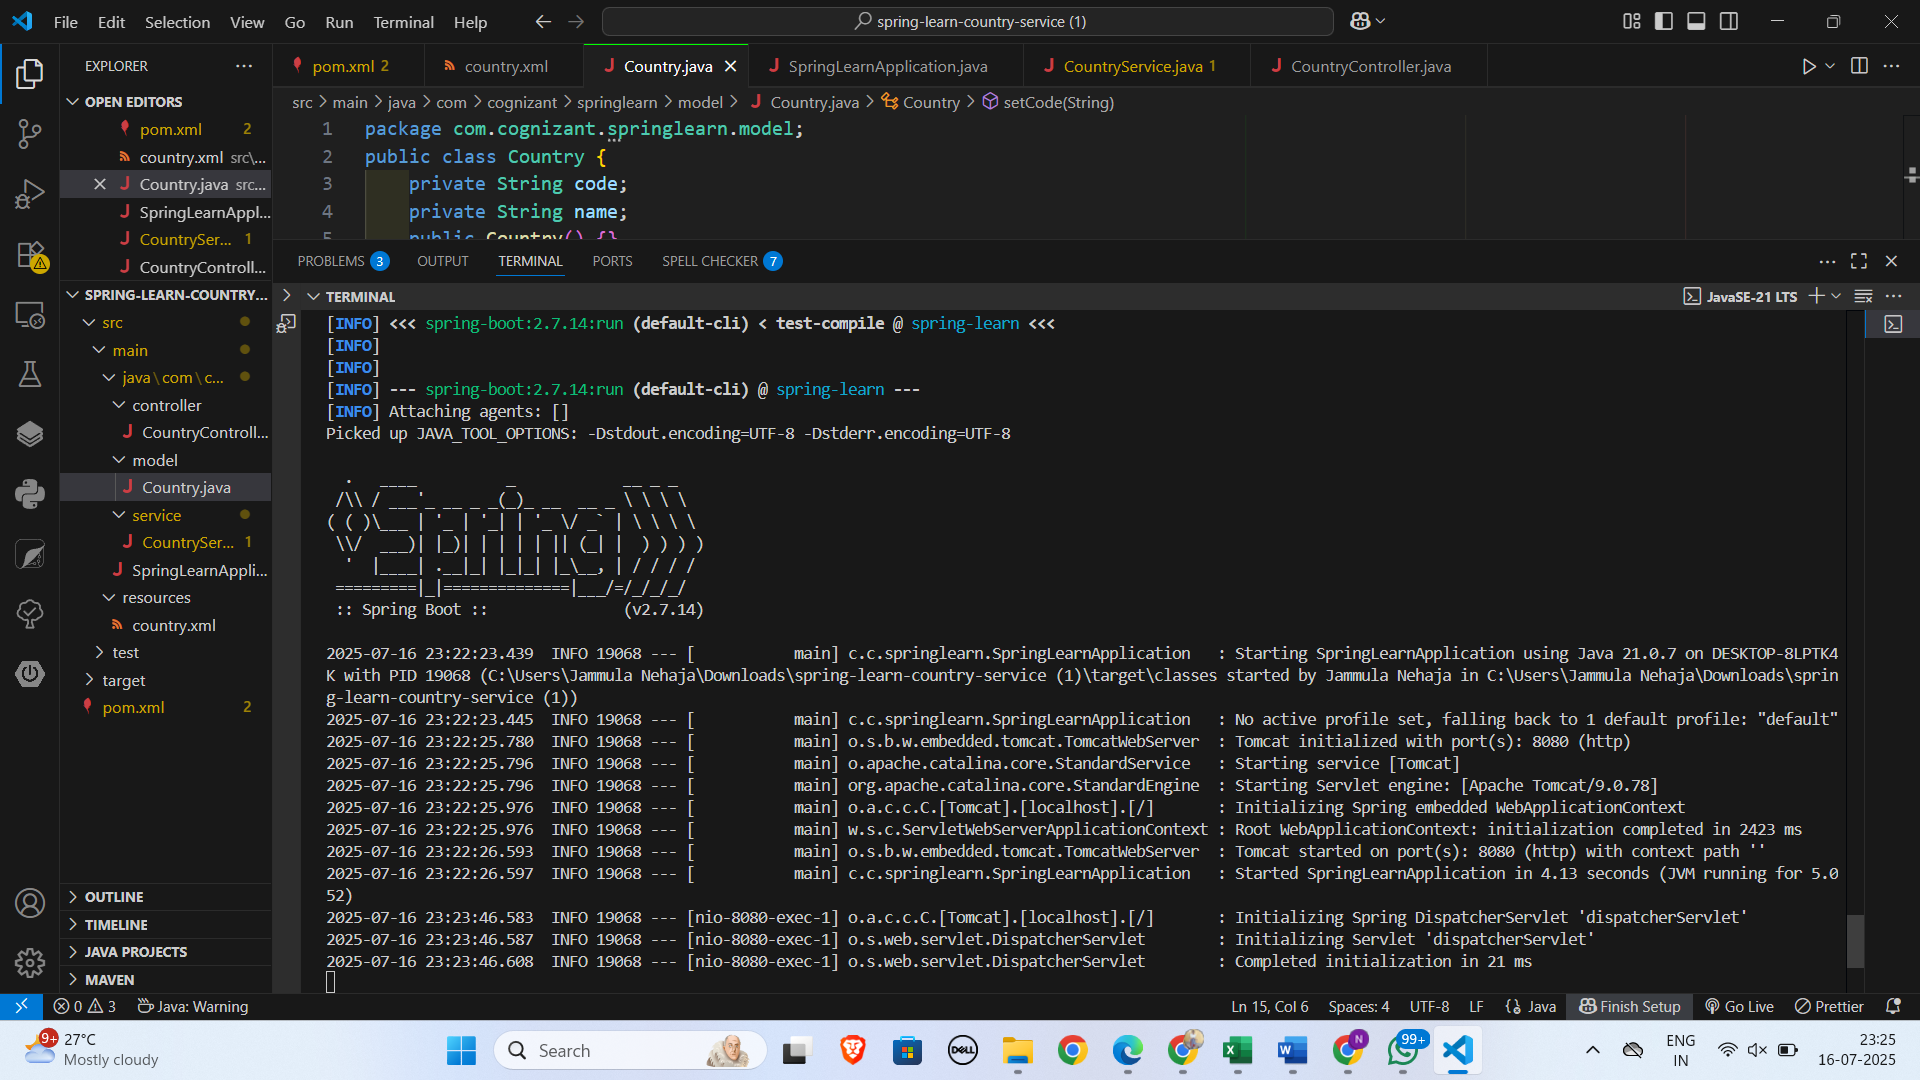 File Edit Selection View Go Run Terminal Help
spring-learn-country-service (1)
EXPLORER
OPEN EDITORS
pom.xml 2
country.xml src\...
Country.java src...
SpringLearnAppl...
CountrySer... 1
CountryControll...
SPRING-LEARN-COUNTRY...
src
main
java\com\c...
controller
CountryControll...
model
Country.java
service
CountrySer... 1
SpringLearnAppli...
resources
country.xml
test
target
pom.xml 2
OUTLINE
TIMELINE
JAVA PROJECTS
MAVEN
pom.xml 2 country.xml Country.java SpringLearnApplication.java CountryService.java 1 CountryController.java
src > main > java > com > cognizant > springlearn > model > Country.java > Country > setCode(String)
1 package com.cognizant.springlearn.model;
2 public class Country {
3 private String code;
4 private String name;
5 public Country() {}
PROBLEMS 3 OUTPUT TERMINAL PORTS SPELL CHECKER 7
TERMINAL
JavaSE-21 LTS
[INFO] <<< spring-boot:2.7.14:run (default-cli) < test-compile @ spring-learn <<<
[INFO]
[INFO]
[INFO] --- spring-boot:2.7.14:run (default-cli) @ spring-learn ---
[INFO] Attaching agents: []
Picked up JAVA_TOOL_OPTIONS: -Dstdout.encoding=UTF-8 -Dstderr.encoding=UTF-8
Spring
:: Spring Boot :: (v2.7.14)
2025-07-16 23:22:23.439 INFO 19068 --- [ main] c.c.springlearn.SpringLearnApplication : Starting SpringLearnApplication using Java 21.0.7 on DESKTOP-8LPTK4
K with PID 19068 (C:\Users\Jammula Nehaja\Downloads\spring-learn-country-service (1)\target\classes started by Jammula Nehaja in C:\Users\Jammula Nehaja\Downloads\sprin
g-learn-country-service (1))
2025-07-16 23:22:23.445 INFO 19068 --- [ main] c.c.springlearn.SpringLearnApplication : No active profile set, falling back to 1 default profile: "default"
2025-07-16 23:22:25.780 INFO 19068 --- [ main] o.s.b.w.embedded.tomcat.TomcatWebServer : Tomcat initialized with port(s): 8080 (http)
2025-07-16 23:22:25.796 INFO 19068 --- [ main] o.apache.catalina.core.StandardService : Starting service [Tomcat]
2025-07-16 23:22:25.796 INFO 19068 --- [ main] org.apache.catalina.core.StandardEngine : Starting Servlet engine: [Apache Tomcat/9.0.78]
2025-07-16 23:22:25.976 INFO 19068 --- [ main] o.a.c.c.C.[Tomcat].[localhost].[/] : Initializing Spring embedded WebApplicationContext
2025-07-16 23:22:25.976 INFO 19068 --- [ main] w.s.c.ServletWebServerApplicationContext : Root WebApplicationContext: initialization completed in 2423 ms
2025-07-16 23:22:26.593 INFO 19068 --- [ main] o.s.b.w.embedded.tomcat.TomcatWebServer : Tomcat started on port(s): 8080 (http) with context path ''
2025-07-16 23:22:26.597 INFO 19068 --- [ main] c.c.springlearn.SpringLearnApplication : Started SpringLearnApplication in 4.13 seconds (JVM running for 5.0
52)
2025-07-16 23:23:46.583 INFO 19068 --- [nio-8080-exec-1] o.a.c.c.C.[Tomcat].[localhost].[/] : Initializing Spring DispatcherServlet 'dispatcherServlet'
2025-07-16 23:23:46.587 INFO 19068 --- [nio-8080-exec-1] o.s.web.servlet.DispatcherServlet : Initializing Servlet 'dispatcherServlet'
2025-07-16 23:23:46.608 INFO 19068 --- [nio-8080-exec-1] o.s.web.servlet.DispatcherServlet : Completed initialization in 21 ms
0 3 Java: Warning Ln 15, Col 6 Spaces: 4 UTF-8 LF Java Finish Setup Go Live Prettier
9+ 27°C
Mostly cloudy
Search
DELL
N
99+
ENG
IN
23:25
16-07-2025